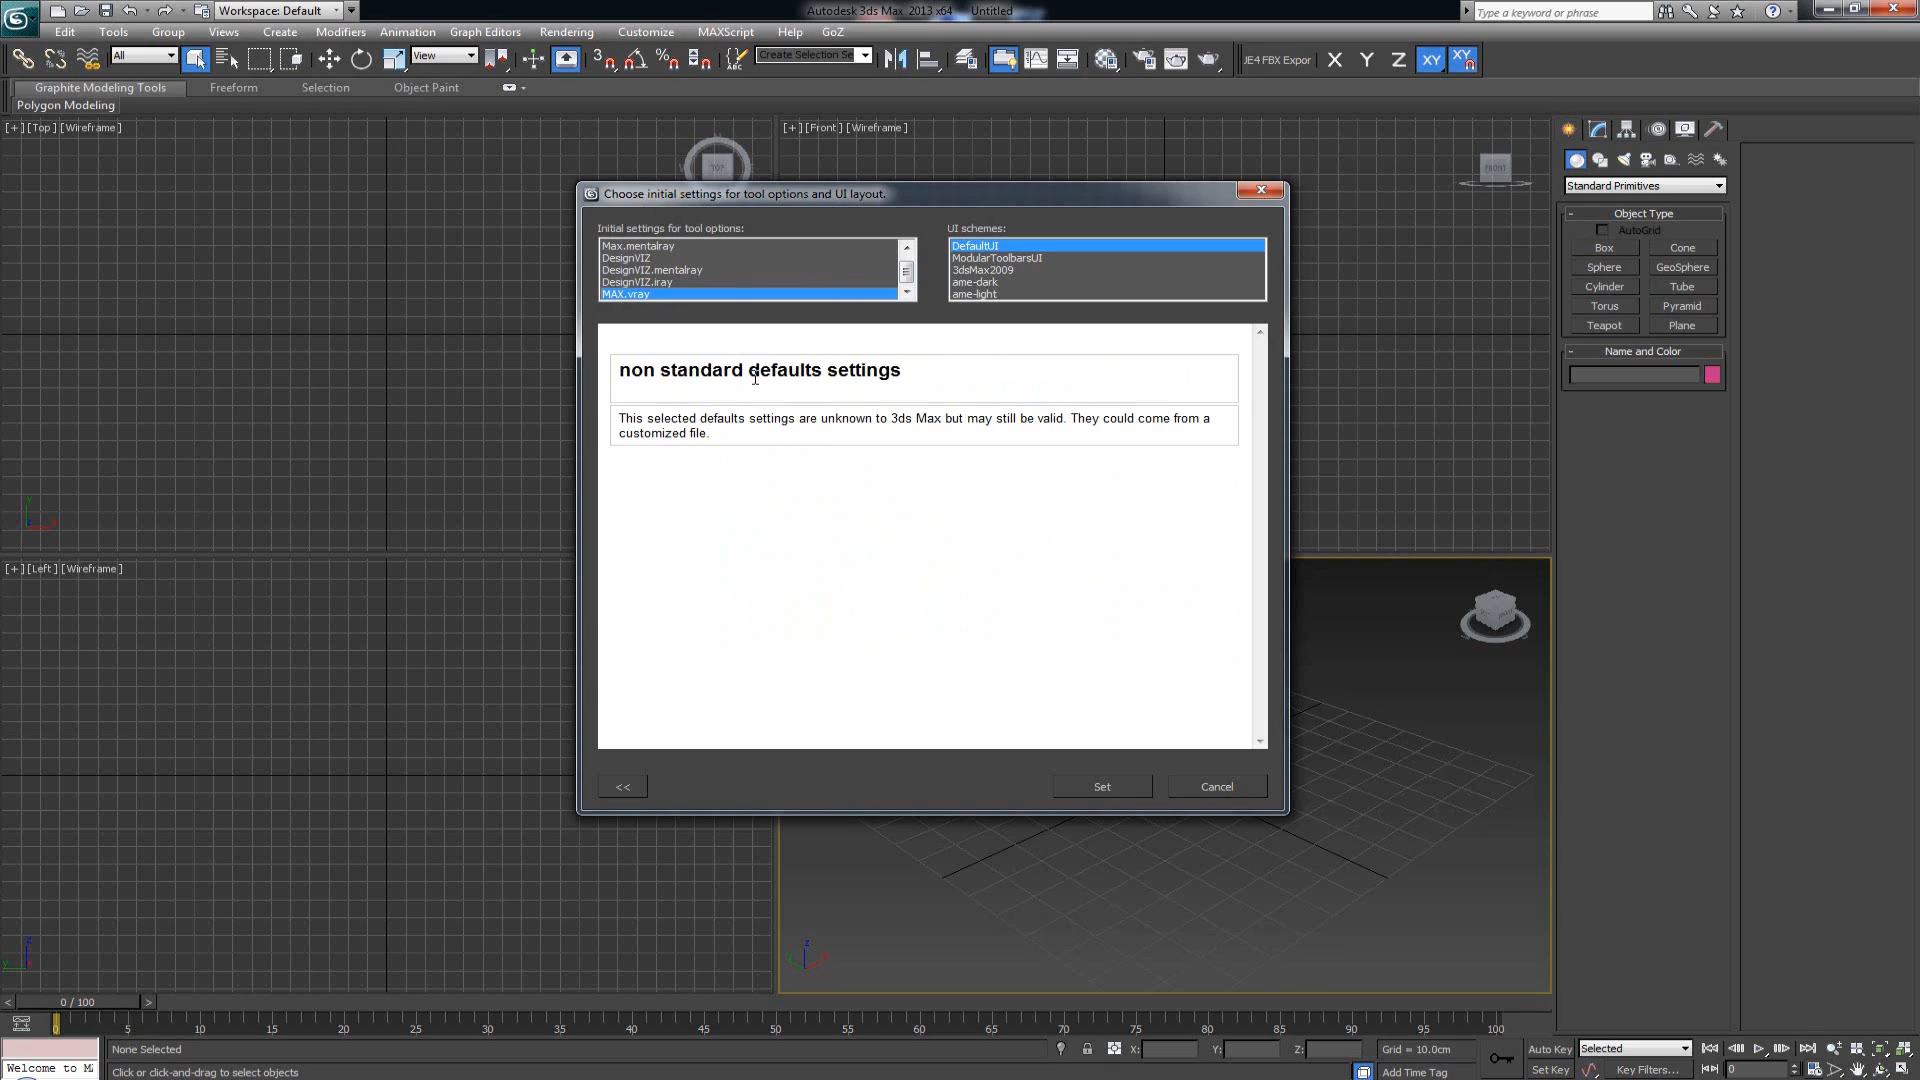 Workspace: Default
Autodesk 3ds Max 2013 x64 Untitled
Type a keyword or phrase
Edit Tools Group Views Create Modifiers Animation Graph Editors Rendering Customize MAXScript Help GoZ
All
View
3
Create Selection Se
JE4 FBX Expor X Y Z XY XY
Graphite Modeling Tools Freeform Selection Object Paint
Polygon Modeling
[+] [Top] [Wireframe]
TOP
[+] [Front] [Wireframe]
FRONT
Standard Primitives
Object Type
AutoGrid
Box Cone
Sphere GeoSphere
Cylinder Tube
Torus Pyramid
Teapot Plane
Name and Color
Choose initial settings for tool options and UI layout.
Initial settings for tool options:
Max.mentalray
DesignVIZ
DesignVIZ.mentalray
DesignVIZ.iray
MAX.vray
UI schemes:
DefaultUI
ModularToolbarsUI
3dsMax2009
ame-dark
ame-light
non standard defaults settings
This selected defaults settings are unknown to 3ds Max but may still be valid. They could come from a
customized file.
<< Set Cancel
[+] [Left] [Wireframe]
< 0 / 100 >
0 5 10 15 20 25 30 35 40 45 50 55 60 65 70 75 80 85 90 95 100
None Selected
X: Y: Z: Grid = 10.0cm
Auto Key Selected
Welcome to MA
Click or click-and-drag to select objects
Add Time Tag
Set Key Key Filters... 0